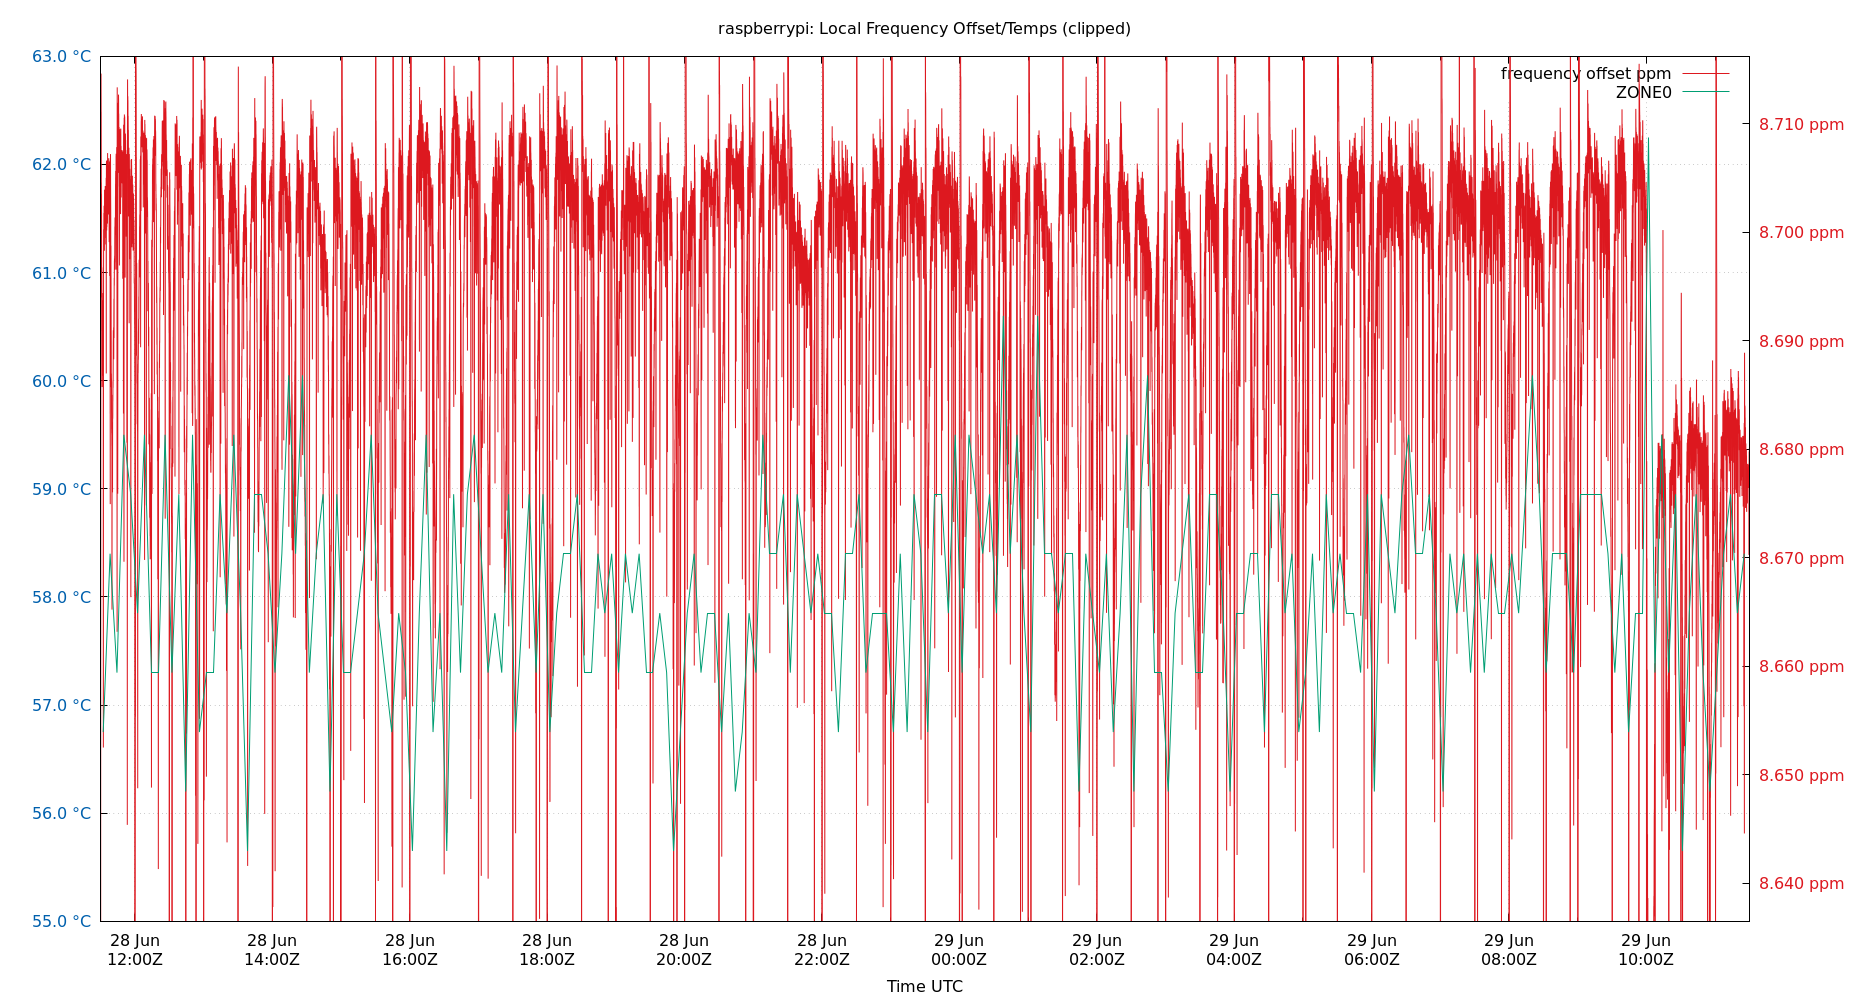 raspberrypi: Local Frequency Offset/Temps (clipped)
frequency offset ppm
ZONE0
63.0 °C
62.0 °C
61.0 °C
60.0 °C
59.0 °C
58.0 °C
57.0 °C
56.0 °C
55.0 °C
8.710 ppm
8.700 ppm
8.690 ppm
8.680 ppm
8.670 ppm
8.660 ppm
8.650 ppm
8.640 ppm
28 Jun 28 Jun 28 Jun 28 Jun 28 Jun 28 Jun 29 Jun 29 Jun 29 Jun 29 Jun 29 Jun 29 Jun
12:00Z 14:00Z 16:00Z 18:00Z 20:00Z 22:00Z 00:00Z 02:00Z 04:00Z 06:00Z 08:00Z 10:00Z
Time UTC